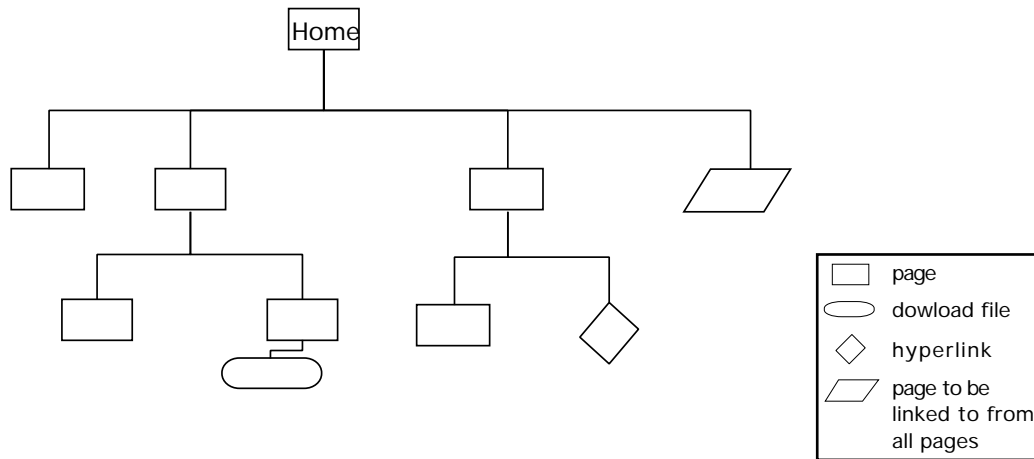 Home
page
dowload file
hyperlink
page to be
linked to from
all pages